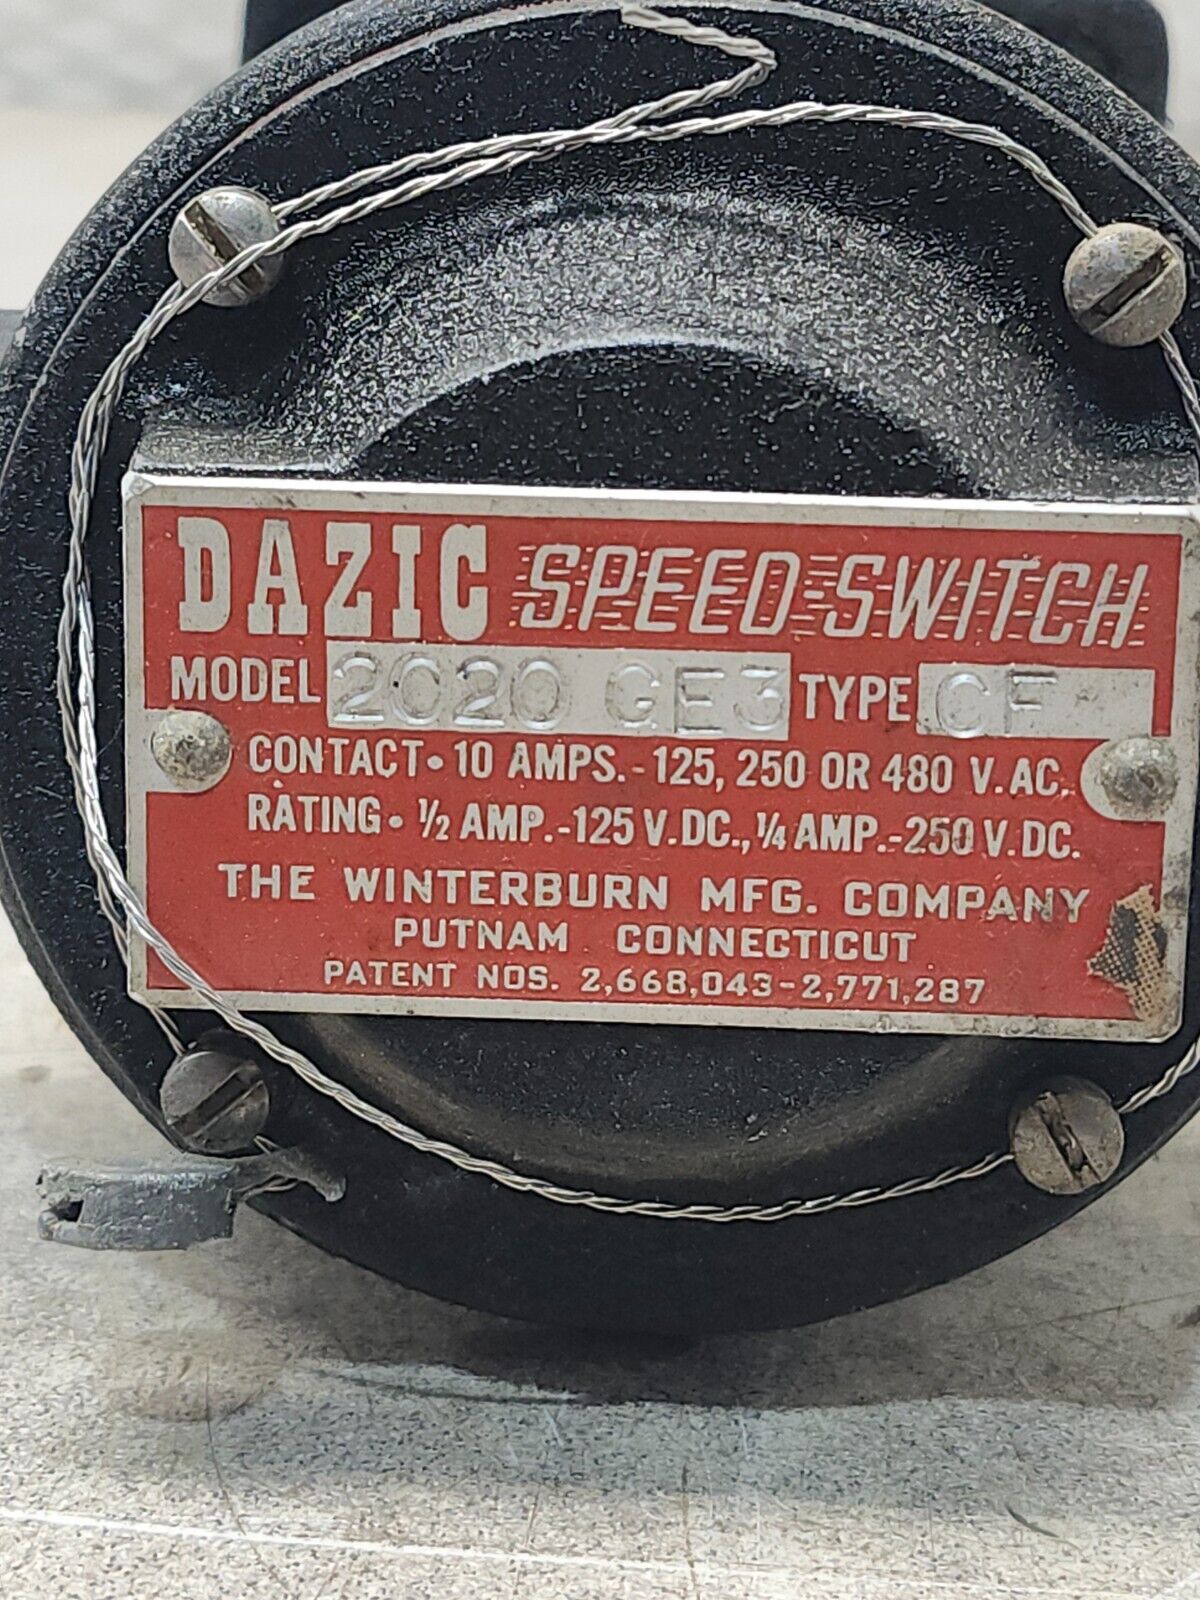 DAZIC SPEED SWITCH
MODEL 2020 GE3 TYPE CF
CONTACT • 10 AMPS. - 125, 250 OR 480 V. AC.
RATING • ½ AMP. - 125 V. DC., ¼ AMP. - 250 V. DC.
THE WINTERBURN MFG. COMPANY
PUTNAM CONNECTICUT
PATENT NOS. 2,668,043 - 2,771,287